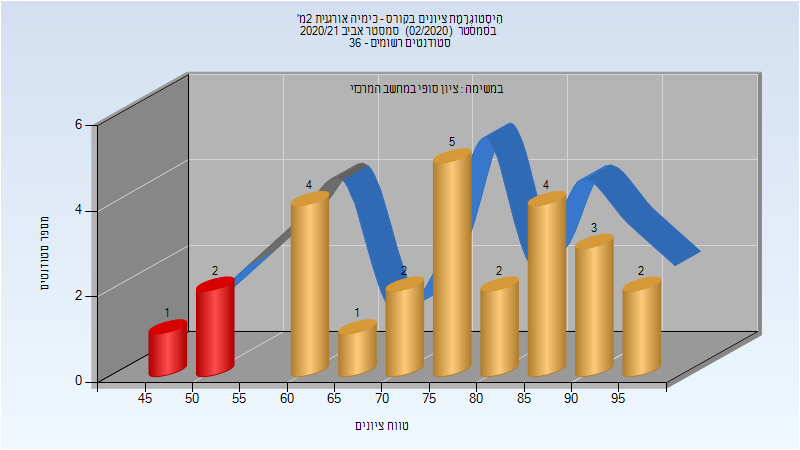 היסטוגרמת ציונים בקורס - כימיה אורגנית 2מ'
בסמסטר (02/2020) סמסטר אביב 2020/21
סטודנטים רשומים - 36
במשימה : ציון סופי במחשב המרכזי
מספר סטודנטים
6
4
2
0
1
2
4
1
2
5
2
4
3
2
45 50 55 60 65 70 75 80 85 90 95
טווח ציונים